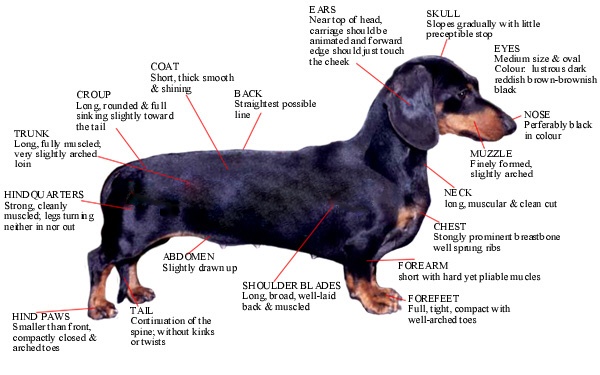 EARS
Near top of head,
carriage should be
animated and forward
edge should just touch
the cheek
SKULL
Slopes gradually with little
preceptible stop
EYES
Medium size & oval
Colour: lustrous dark
reddish brown-brownish
black
COAT
Short, thick smooth
& shining
BACK
Straightest possible
line
CROUP
Long, rounded & full
sinking slightly toward
the tail
NOSE
Perferably black
in colour
TRUNK
Long, fully muscled;
very slightly arched
loin
MUZZLE
Finely formed,
slightly arched
HINDQUARTERS
Strong, cleanly
muscled; legs turning
neither in nor out
NECK
long, muscular & clean cut
CHEST
Stongly prominent breastbone
well sprung ribs
ABDOMEN
Slightly drawn up
FOREARM
short with hard yet pliable mucles
SHOULDER BLADES
Long, broad, well-laid
back & muscled
FOREFEET
Full, tight, compact with
well-arched toes
HIND PAWS
Smaller than front,
compactly closed &
arched toes
TAIL
Continuation of the
spine; without kinks
or twists